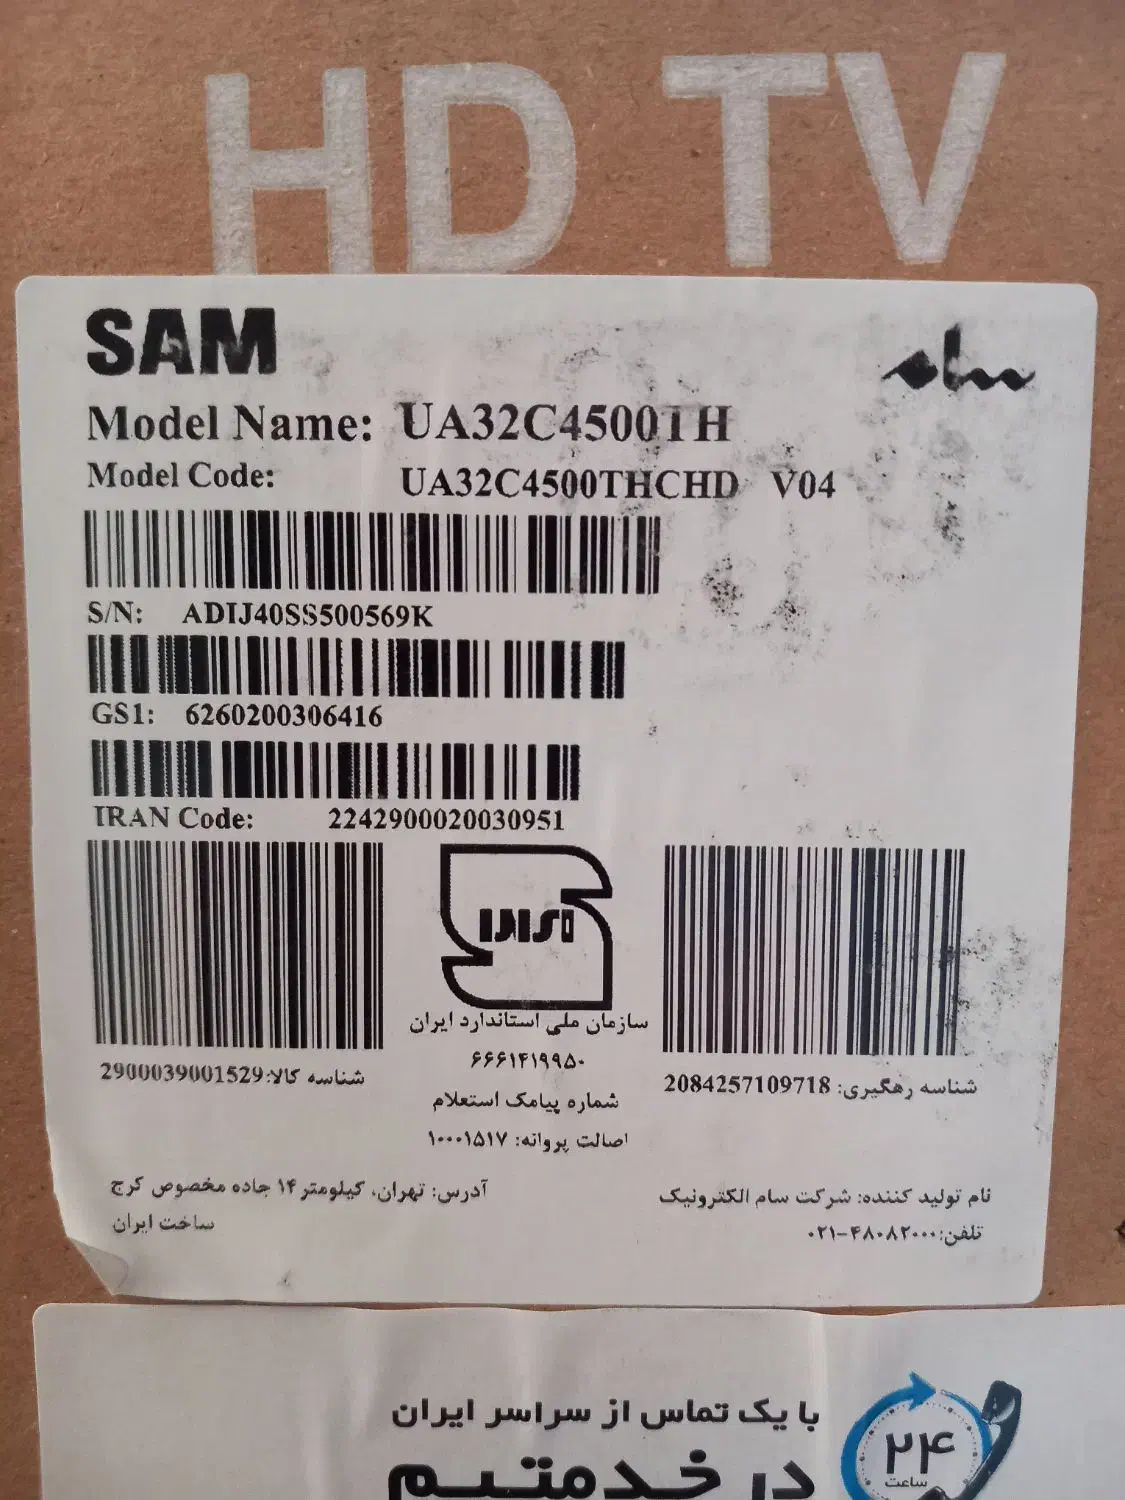 HD TV
SAM
سام
Model Name: UA32C4500TH
Model Code: UA32C4500THCHD V04
S/N: ADIJ40SS500569K
GS1: 6260200306416
IRAN Code: 2242900020030951
سازمان ملی استاندارد ایران
۶۶۶۱۴۱۹۹۵۰
شناسه کالا: 2900039001529
شناسه رهگیری: 2084257109718
شماره پیامک استعلام
اصالت پروانه: ۱۰۰۰۱۵۱۷
نام تولید کننده: شرکت سام الکترونیک
تلفن: ۰۲۱-۴۸۰۸۲۰۰۰
آدرس: تهران، کیلومتر ۱۴ جاده مخصوص کرج
ساخت ایران
با یک تماس از سراسر ایران
در خدمتیم
۲۴
ساعت